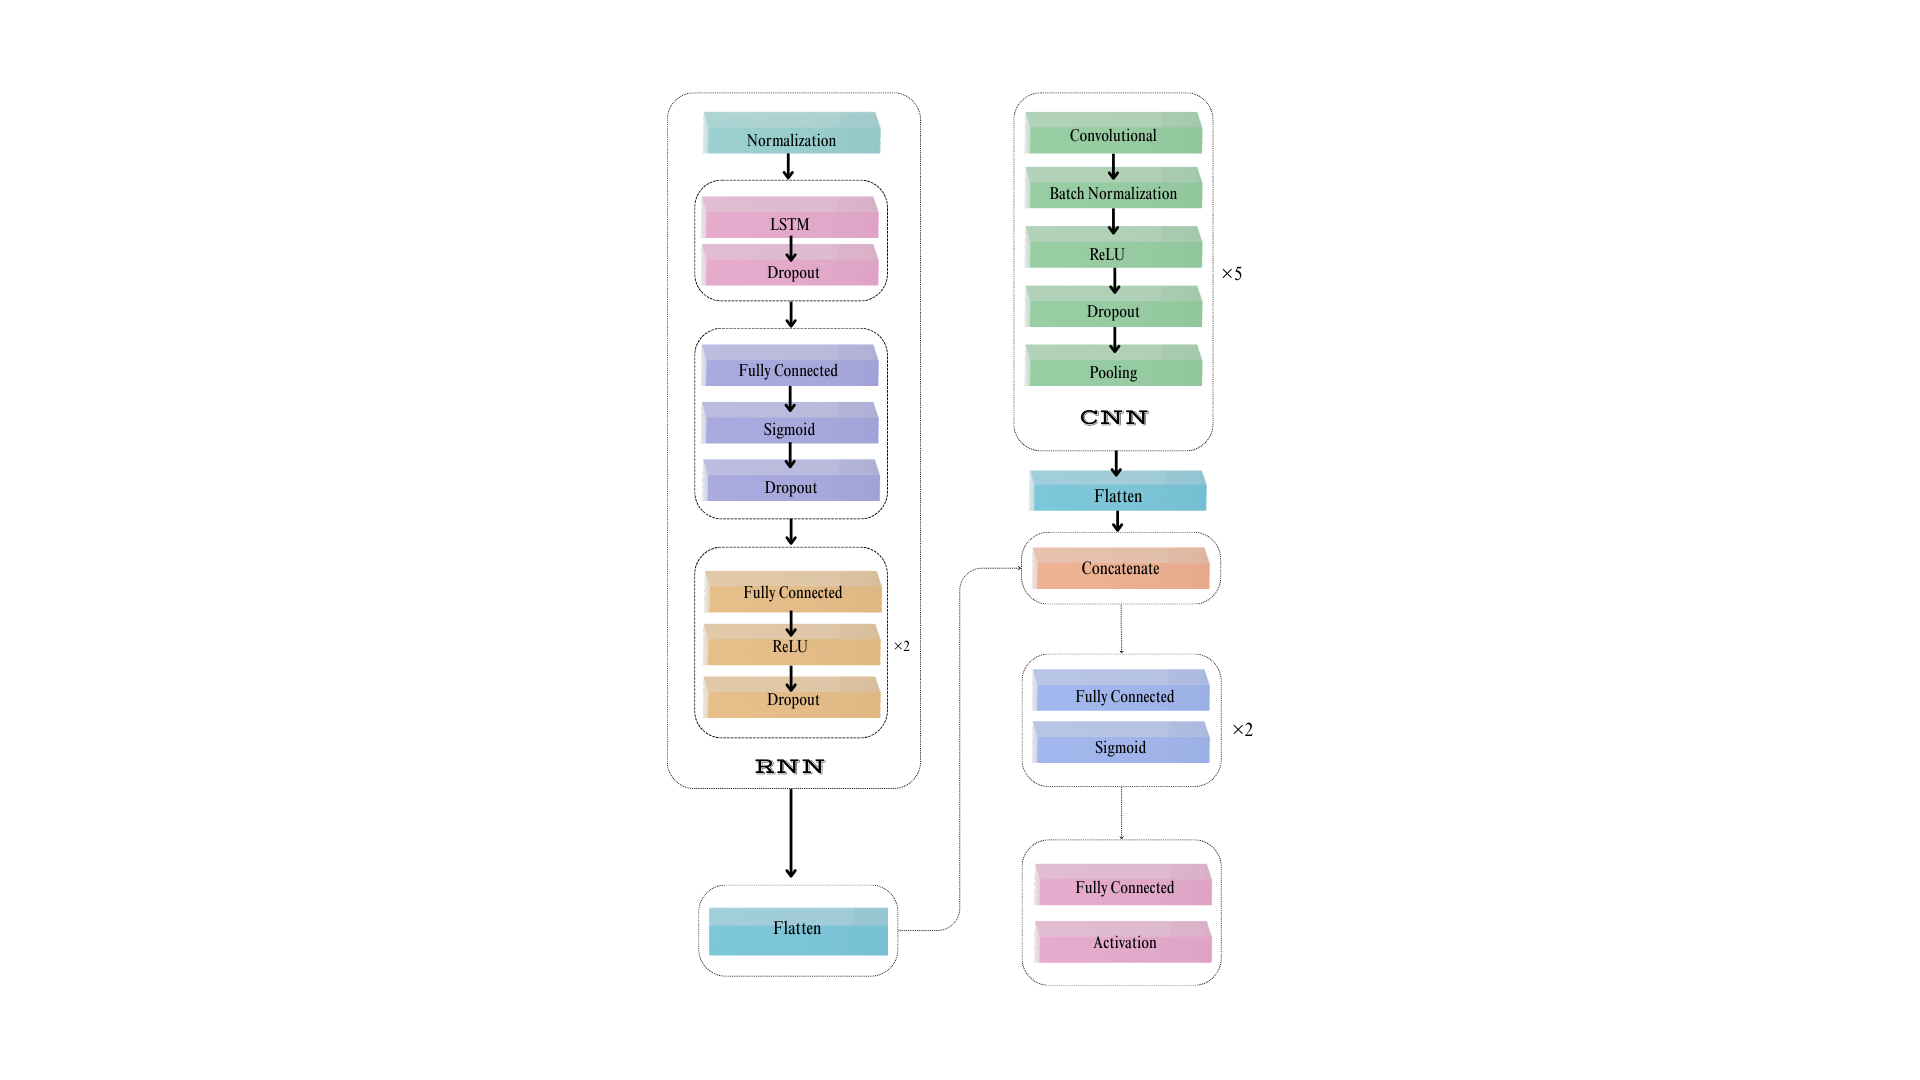 Normalization
LSTM
Dropout
Fully Connected
Sigmoid
Dropout
Fully Connected
ReLU
×2
Dropout
RNN
Flatten
Convolutional
Batch Normalization
ReLU
×5
Dropout
Pooling
CNN
Flatten
Concatenate
Fully Connected
×2
Sigmoid
Fully Connected
Activation